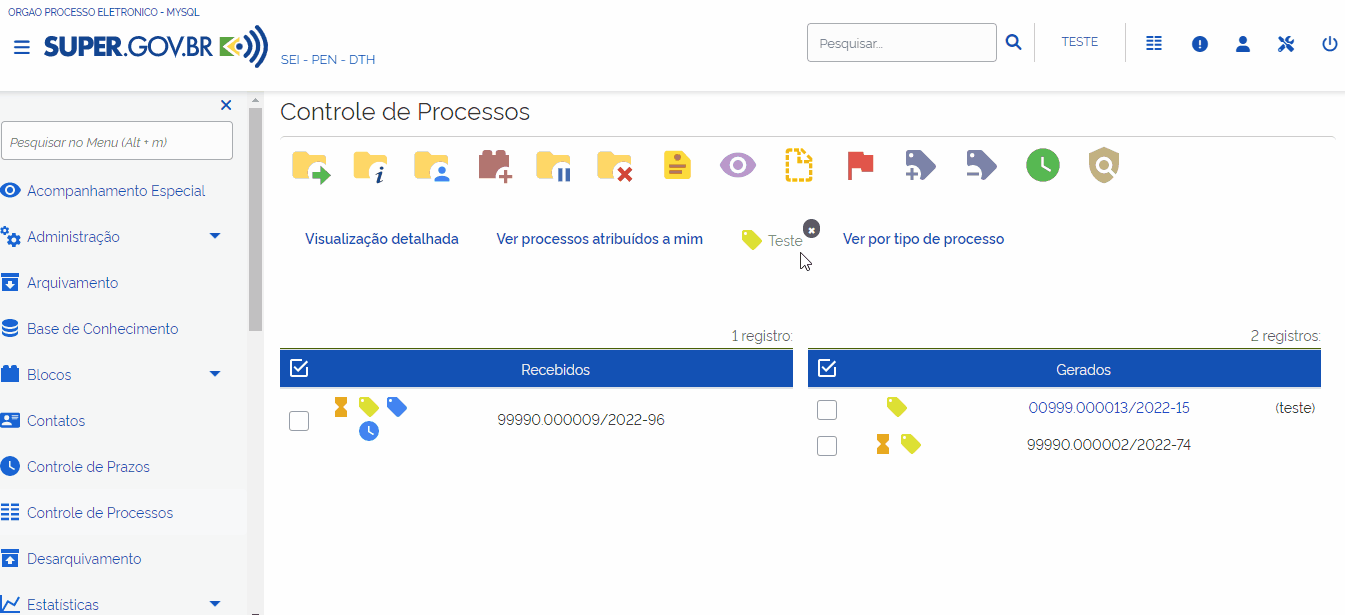 ORGAO PROCESSO ELETRONICO - MYSQL
SUPER.GOV.BR
SEI - PEN - DTH
Pesquisar...
TESTE
Pesquisar no Menu (Alt + m)
Acompanhamento Especial
Administração
Arquivamento
Base de Conhecimento
Blocos
Contatos
Controle de Prazos
Controle de Processos
Desarquivamento
Estatísticas
Controle de Processos
Visualização detalhada
Ver processos atribuídos a mim
Teste
Ver por tipo de processo
1 registro:
Recebidos
99990.000009/2022-96
2 registros:
Gerados
00999.000013/2022-15 (teste)
99990.000002/2022-74